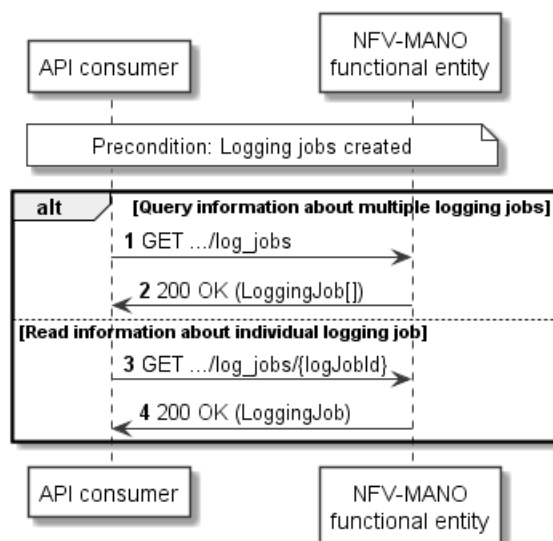 API consumer
NFV-MANO
functional entity
Precondition: Logging jobs created
alt
[Query information about multiple logging jobs]
1 GET .../log_jobs
2 200 OK (LoggingJob[])
[Read information about individual logging job]
3 GET .../log_jobs/{logJobId}
4 200 OK (LoggingJob)
API consumer
NFV-MANO
functional entity